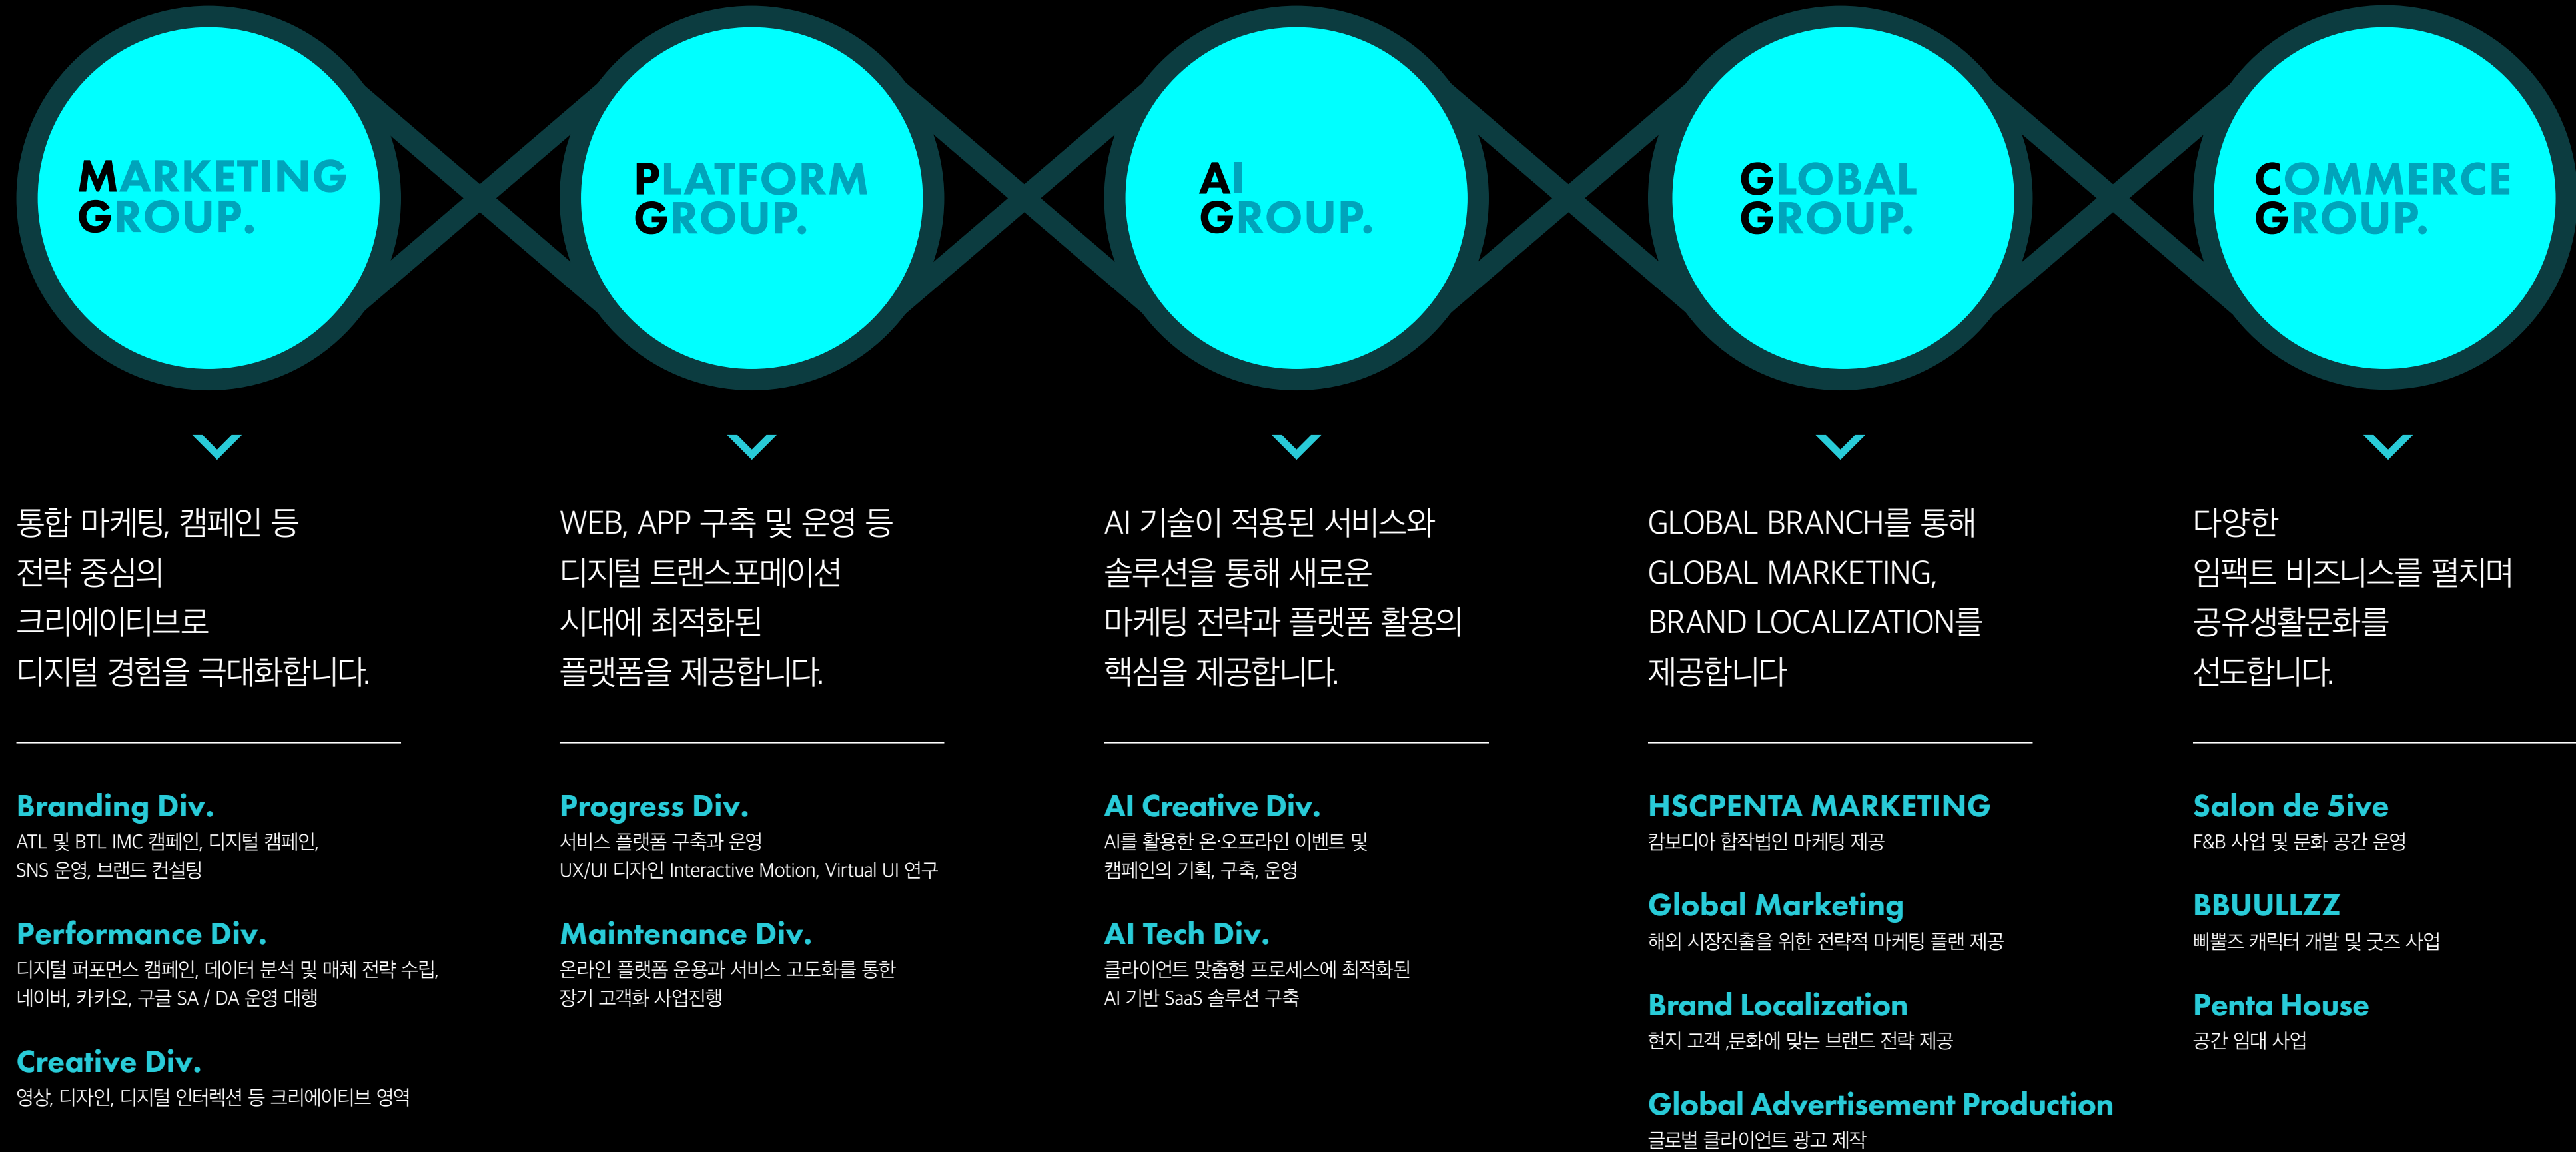 MARKETING
GROUP.
통합 마케팅, 캠페인 등
전략 중심의
크리에이티브로
디지털 경험을 극대화합니다.
Branding Div.
ATL 및 BTL IMC 캠페인, 디지털 캠페인,
SNS 운영, 브랜드 컨설팅
Performance Div.
디지털 퍼포먼스 캠페인, 데이터 분석 및 매체 전략 수립,
네이버, 카카오, 구글 SA / DA 운영 대행
Creative Div.
영상, 디자인, 디지털 인터렉션 등 크리에이티브 영역
PLATFORM
GROUP.
WEB, APP 구축 및 운영 등
디지털 트랜스포메이션
시대에 최적화된
플랫폼을 제공합니다.
Progress Div.
서비스 플랫폼 구축과 운영
UX/UI 디자인 Interactive Motion, Virtual UI 연구
Maintenance Div.
온라인 플랫폼 운용과 서비스 고도화를 통한
장기 고객화 사업진행
AI
GROUP.
AI 기술이 적용된 서비스와
솔루션을 통해 새로운
마케팅 전략과 플랫폼 활용의
핵심을 제공합니다.
AI Creative Div.
AI를 활용한 온·오프라인 이벤트 및
캠페인의 기획, 구축, 운영
AI Tech Div.
클라이언트 맞춤형 프로세스에 최적화된
AI 기반 SaaS 솔루션 구축
GLOBAL
GROUP.
GLOBAL BRANCH를 통해
GLOBAL MARKETING,
BRAND LOCALIZATION를
제공합니다
HSCPENTA MARKETING
캄보디아 합작법인 마케팅 제공
Global Marketing
해외 시장진출을 위한 전략적 마케팅 플랜 제공
Brand Localization
현지 고객 ,문화에 맞는 브랜드 전략 제공
Global Advertisement Production
글로벌 클라이언트 광고 제작
COMMERCE
GROUP.
다양한
임팩트 비즈니스를 펼치며
공유생활문화를
선도합니다.
Salon de 5ive
F&B 사업 및 문화 공간 운영
BBUULLZZ
삐뿔즈 캐릭터 개발 및 굿즈 사업
Penta House
공간 임대 사업